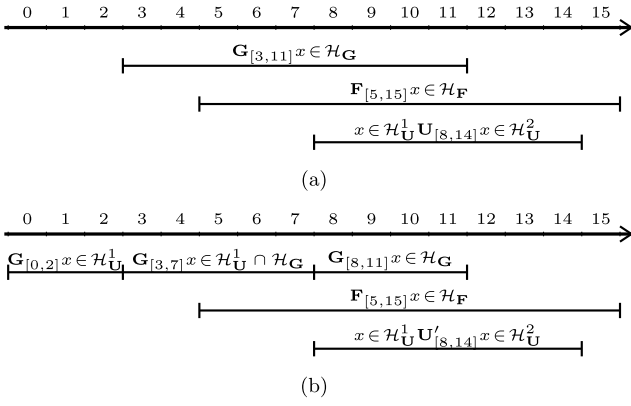 0 1 2 3 4 5 6 7 8 9 10 11 12 13 14 15
𝐆[3,11] x ∈ ℋ𝐆
𝐅[5,15] x ∈ ℋ𝐅
x ∈ ℋ¹𝐔 𝐔[8,14] x ∈ ℋ²𝐔
(a)
0 1 2 3 4 5 6 7 8 9 10 11 12 13 14 15
𝐆[0,2] x ∈ ℋ¹𝐔 𝐆[3,7] x ∈ ℋ¹𝐔 ∩ ℋ𝐆 𝐆[8,11] x ∈ ℋ𝐆
𝐅[5,15] x ∈ ℋ𝐅
x ∈ ℋ¹𝐔 𝐔′[8,14] x ∈ ℋ²𝐔
(b)